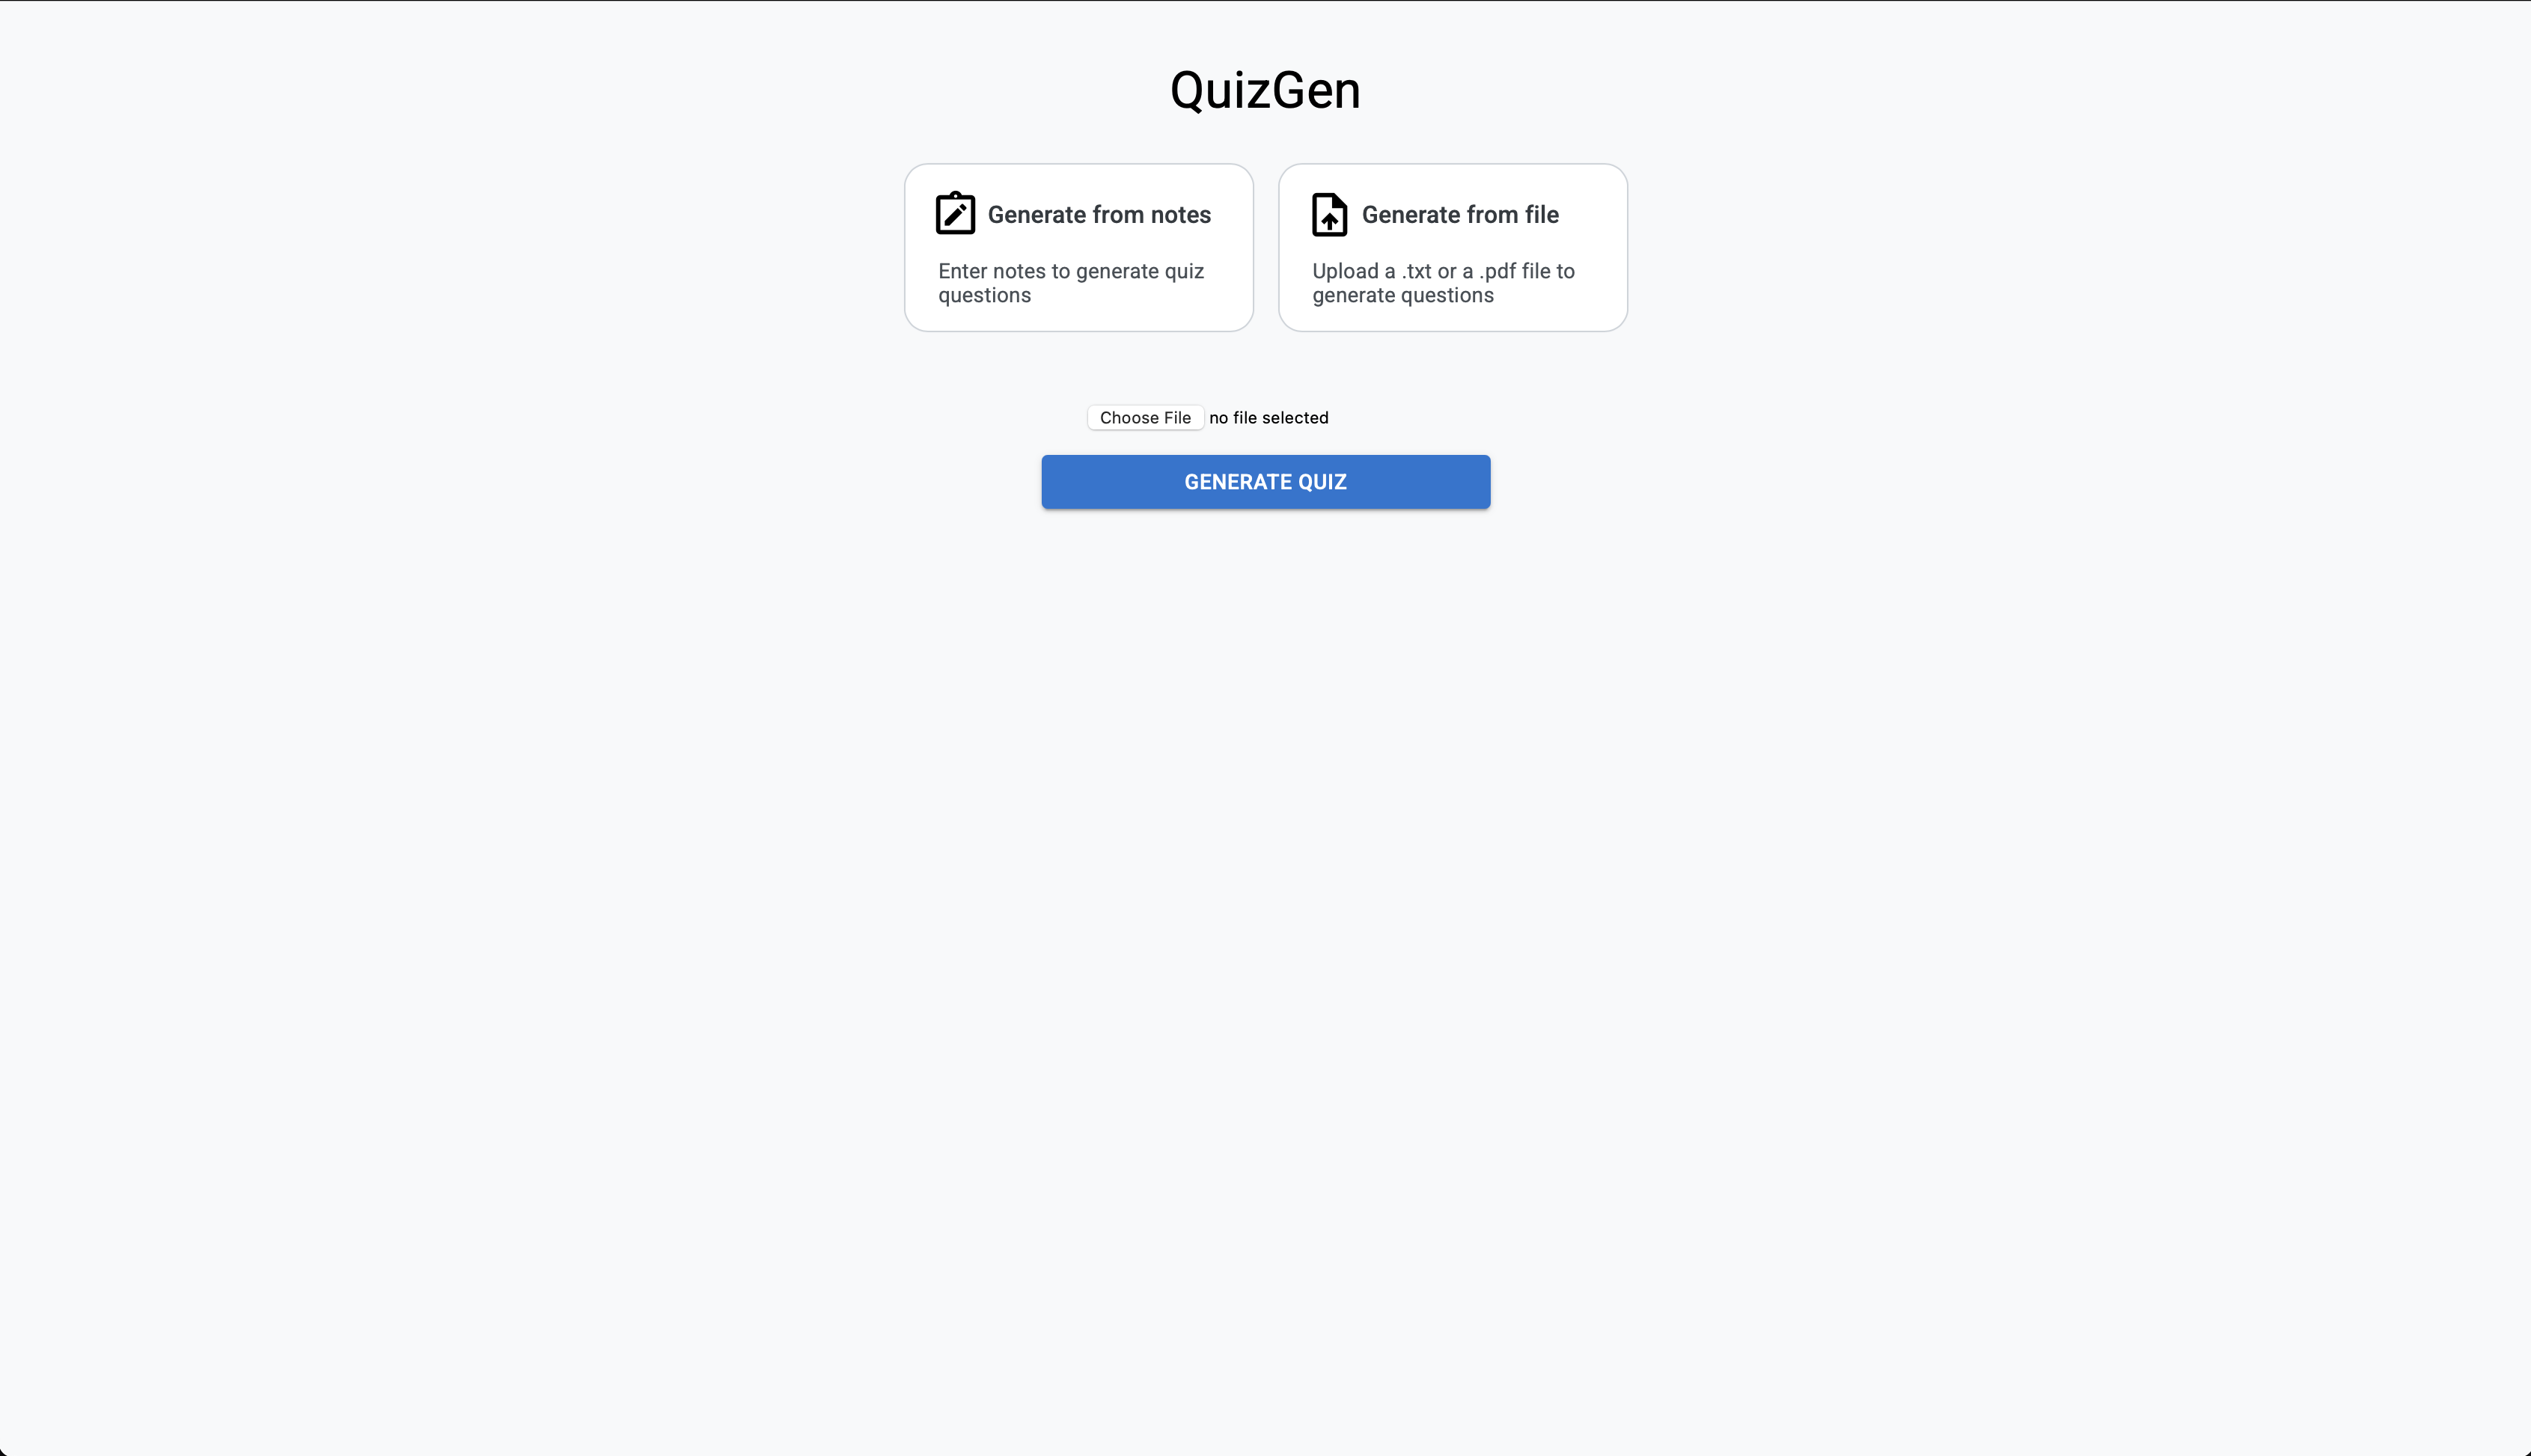 QuizGen
Generate from notes
Enter notes to generate quiz
questions
Generate from file
Upload a .txt or a .pdf file to
generate questions
Choose File no file selected
GENERATE QUIZ